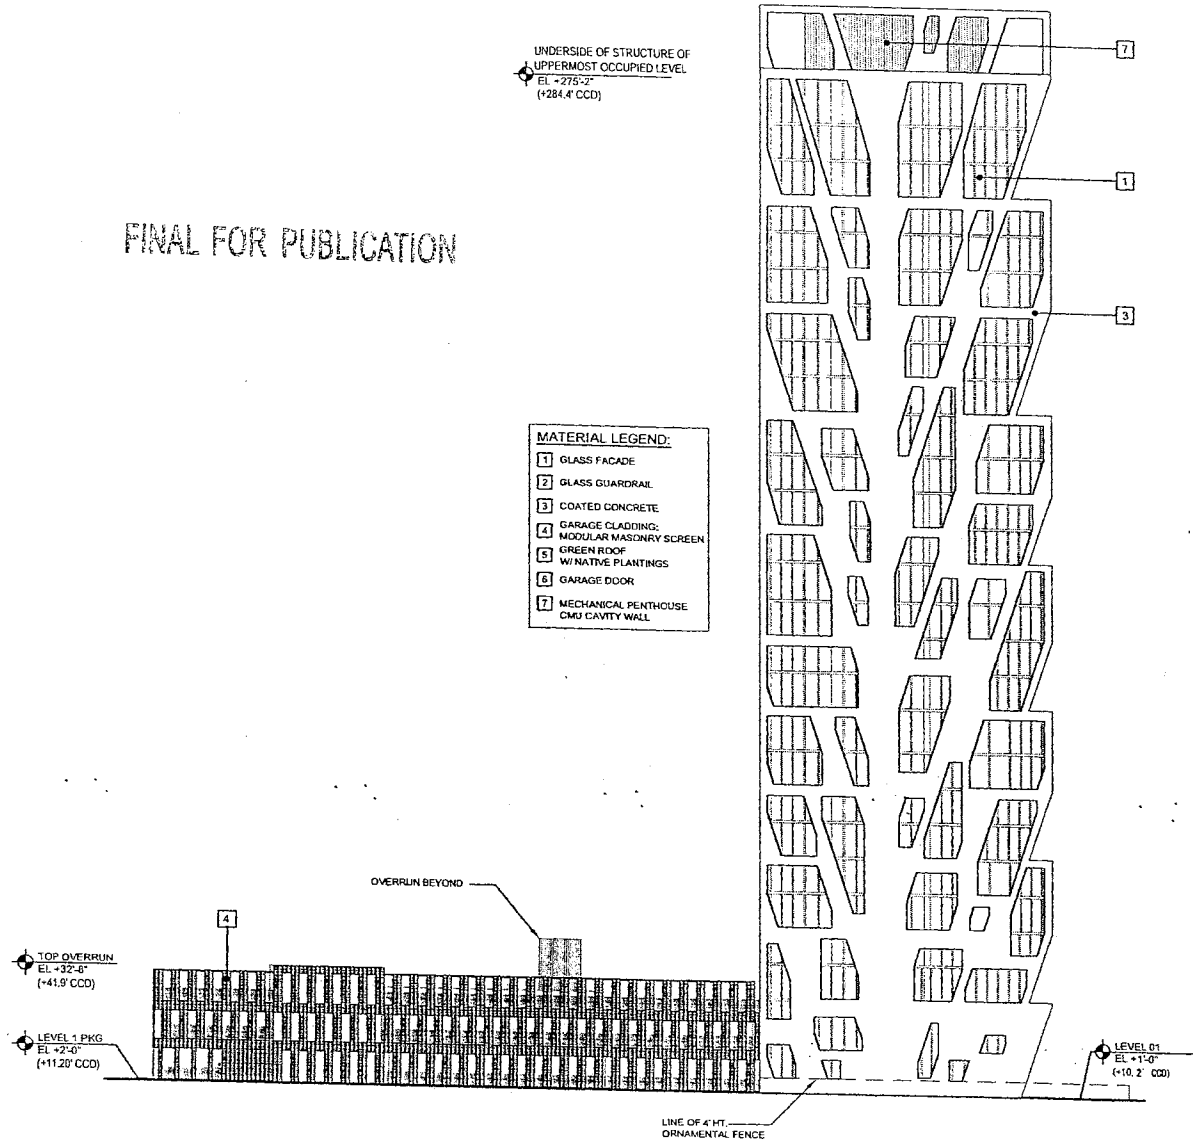 UNDERSIDE OF STRUCTURE OF
UPPERMOST OCCUPIED LEVEL
EL +275'-2"
(+284.4' CCD)
7
1
FINAL FOR PUBLICATION
3
MATERIAL LEGEND:
1 GLASS FACADE
2 GLASS GUARDRAIL
3 COATED CONCRETE
4 GARAGE CLADDING:
MODULAR MASONRY SCREEN
5 GREEN ROOF
W/ NATIVE PLANTINGS
6 GARAGE DOOR
7 MECHANICAL PENTHOUSE
CMU CAVITY WALL
OVERRUN BEYOND
4
TOP OVERRUN
EL +32'-8"
(+41.9' CCD)
LEVEL 1 PKG
EL +2'-0"
(+11.20' CCD)
LEVEL 01
EL +1'-0"
(+10.2' CCD)
LINE OF 4' HT.
ORNAMENTAL FENCE